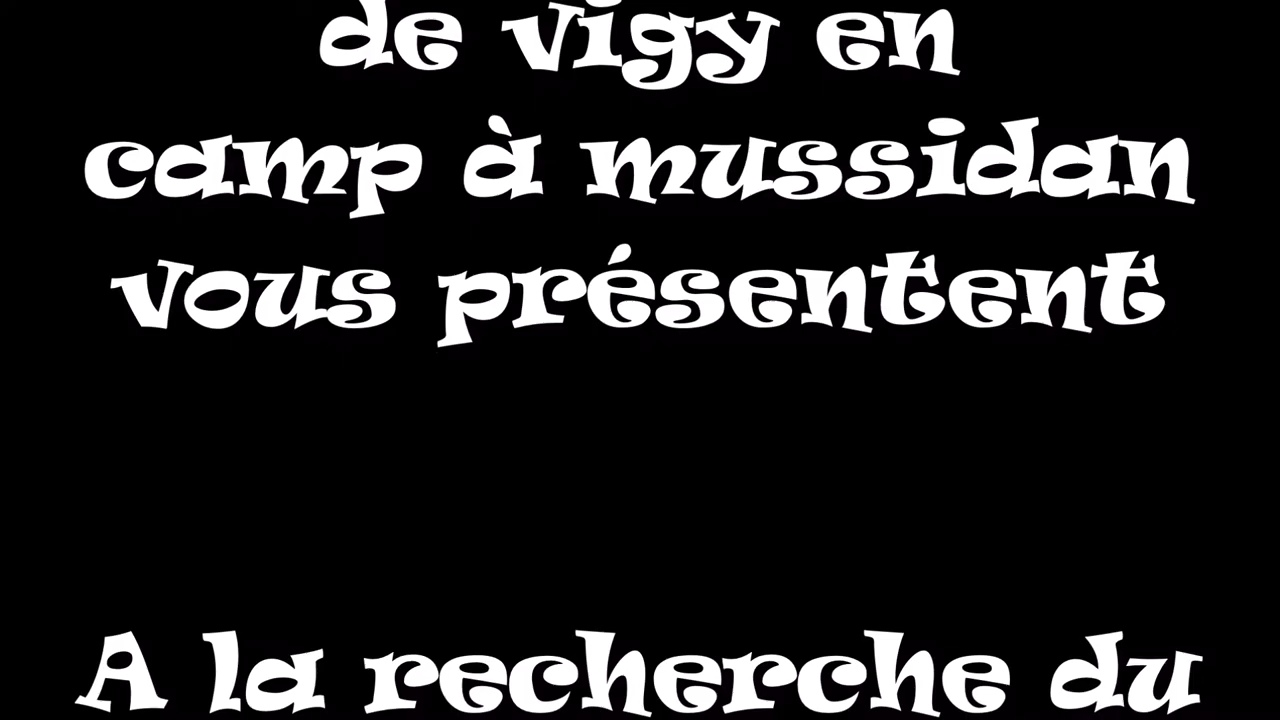 de vigy en
camp à mussidan
vous présentent
A la recherche du